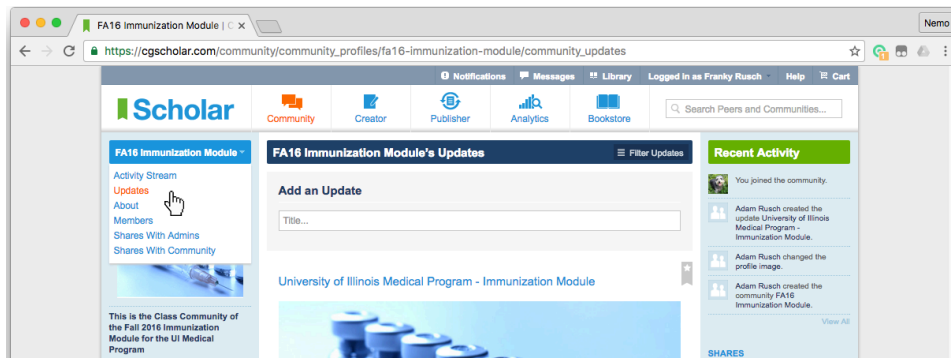 FA16 Immunization Module | C
Nemo
https://cgscholar.com/community/community_profiles/fa16-immunization-module/community_updates
Notifications Messages Library Logged in as Franky Rusch Help Cart
Scholar
Community Creator Publisher Analytics Bookstore
Search Peers and Communities...
FA16 Immunization Module
Activity Stream
Updates
About
Members
Shares With Admins
Shares With Community
This is the Class Community of
the Fall 2016 Immunization
Module for the UI Medical
Program
FA16 Immunization Module's Updates
Filter Updates
Add an Update
Title...
University of Illinois Medical Program - Immunization Module
Recent Activity
You joined the community.
Adam Rusch created the
update University of Illinois
Medical Program -
Immunization Module.
Adam Rusch changed the
profile image.
Adam Rusch created the
community FA16
Immunization Module.
View All
SHARES